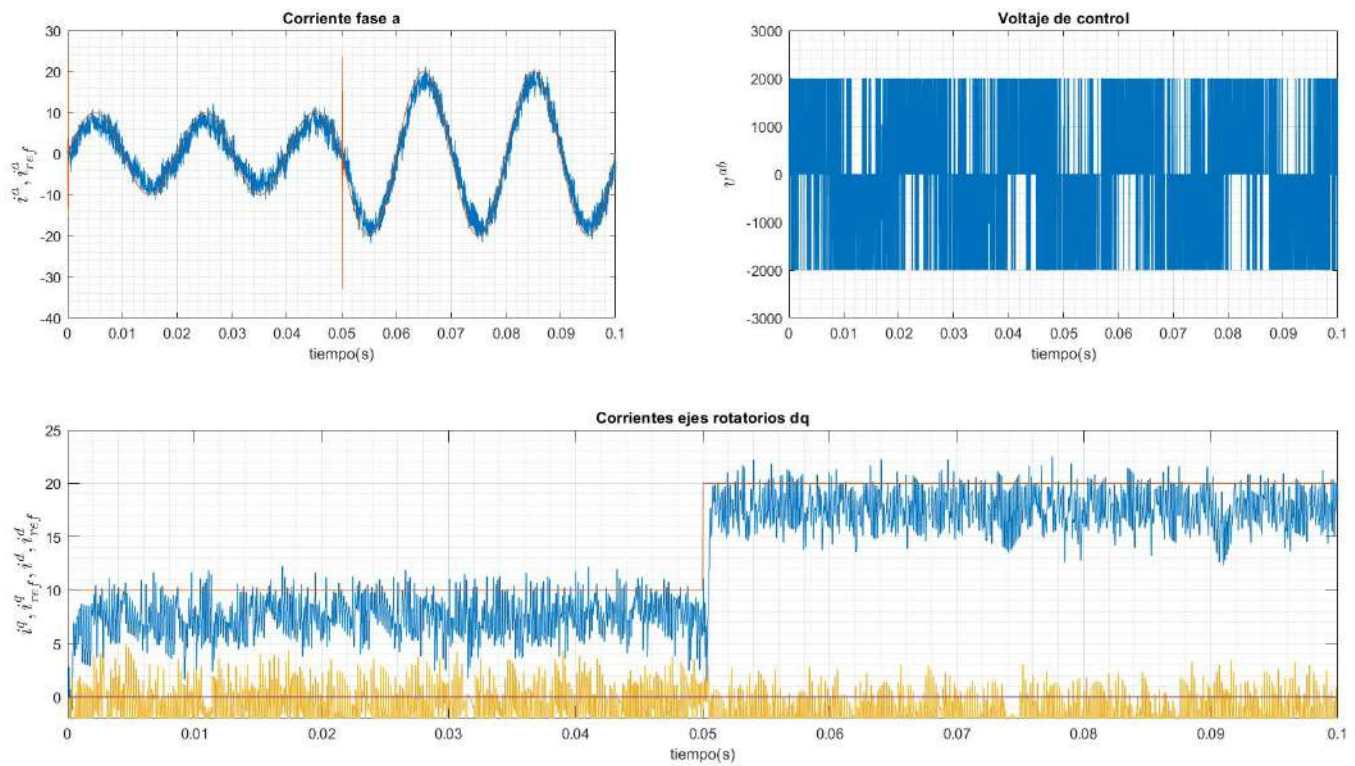 Corriente fase a
30
20
10
0
-10
-20
-30
-40
i^a, i^a_ref
0 0.01 0.02 0.03 0.04 0.05 0.06 0.07 0.08 0.09 0.1
tiempo(s)
Voltaje de control
3000
2000
1000
0
-1000
-2000
-3000
v^ab
0 0.01 0.02 0.03 0.04 0.05 0.06 0.07 0.08 0.09 0.1
tiempo(s)
Corrientes ejes rotatorios dq
25
20
15
10
5
0
i^q, i^q_ref, i^d, i^d_ref
0 0.01 0.02 0.03 0.04 0.05 0.06 0.07 0.08 0.09 0.1
tiempo(s)